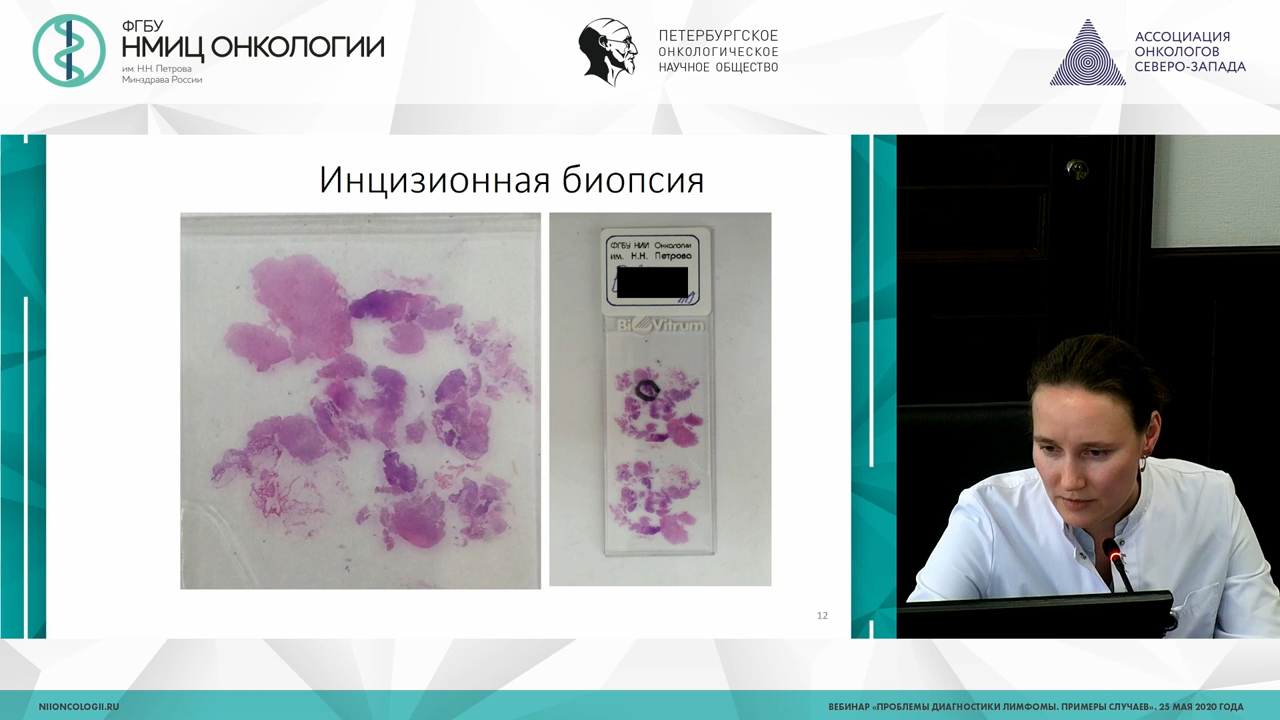 ФГБУ
НМИЦ ОНКОЛОГИИ
им. Н.Н. Петрова
Минздрава России
ПЕТЕРБУРГСКОЕ
ОНКОЛОГИЧЕСКОЕ
НАУЧНОЕ ОБЩЕСТВО
АССОЦИАЦИЯ
ОНКОЛОГОВ
СЕВЕРО-ЗАПАДА
Инцизионная биопсия
ФГБУ НИИ Онкологии
им. Н.Н. Петрова
BioVitrum
12
NIIONCOLOGII.RU
ВЕБИНАР «ПРОБЛЕМЫ ДИАГНОСТИКИ ЛИМФОМЫ. ПРИМЕРЫ СЛУЧАЕВ». 25 МАЯ 2020 ГОДА